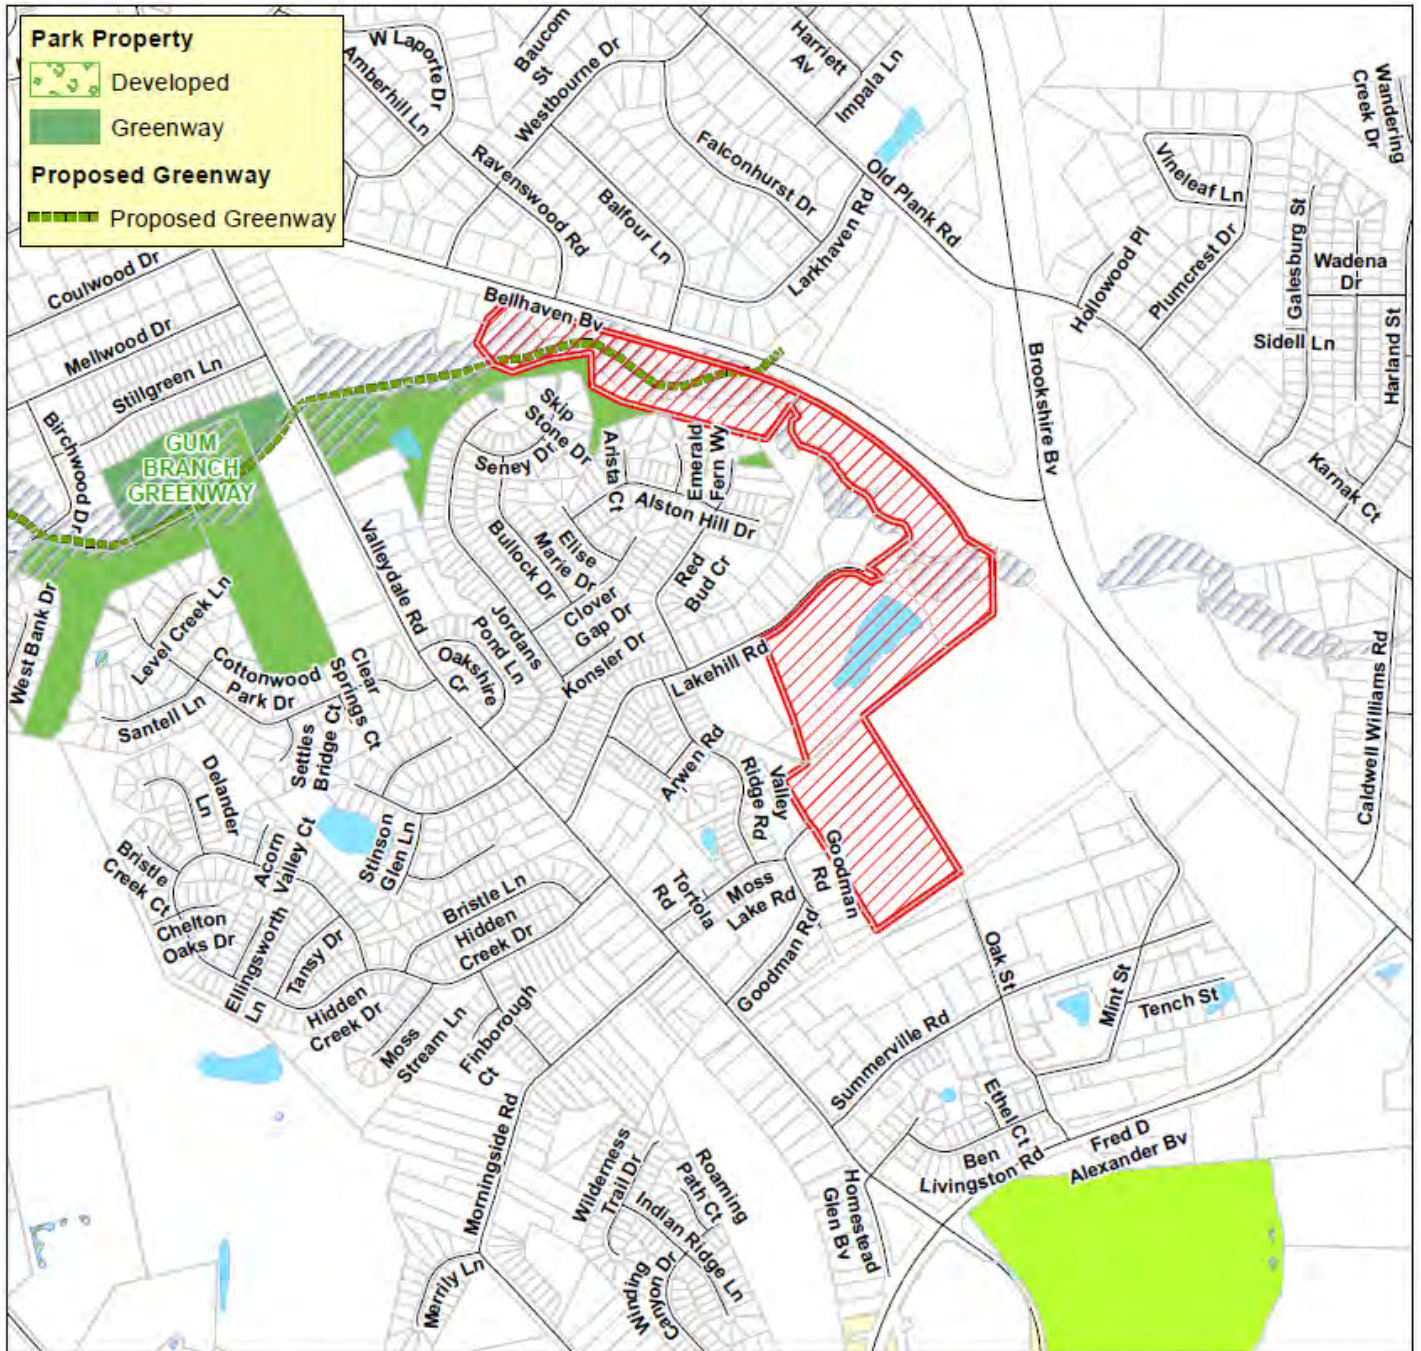 Park Property
Developed
Greenway
Proposed Greenway
Proposed Greenway
W Laporte Dr
Amberhill Ln
Baucom
St
Westbourne Dr
Harriett
Av
Impala Ln
Wandering
Creek Dr
Ravenswood Rd
Balfour Ln
Falconhurst Dr
Larkhaven Rd
Old Plank Rd
Vineleaf Ln
Hollowood Pl
Plumcrest Dr
Galesburg St
Wadena
Dr
Sidell Ln
Harland St
Karnak Ct
Coulwood Dr
Mellwood Dr
Stillgreen Ln
Birchwood Dr
Bellhaven Bv
Brookshire Bv
GUM
BRANCH
GREENWAY
Skip
Stone Dr
Seney Dr
Arista
Ct
Emerald
Fern Wy
Alston Hill Dr
Bullock Dr
Elise
Marie Dr
Clover
Gap Dr
Red
Bud Cr
Valleydale Rd
West Bank Dr
Level Creek Ln
Cottonwood
Park Dr
Clear
Springs Ct
Santell Ln
Settles
Bridge Ct
Oakshire
Cr
Jordans
Pond Ln
Konsler Dr
Lakehill Rd
Caldwell Williams Rd
Delander
Ln
Arwen Rd
Valley
Ridge Rd
Bristle
Creek Ct
Acorn
Valley Ct
Stinson
Glen Ln
Goodman
Rd
Tortola
Rd
Moss
Lake Rd
Goodman Rd
Chelton
Oaks Dr
Ellingsworth
Ln
Tansy Dr
Bristle Ln
Hidden
Creek Dr
Hidden
Creek Dr
Moss
Stream Ln
Finborough
Ct
Oak St
Mint St
Tench St
Summerville Rd
Ethel Ct
Ben
Livingston Rd
Fred D
Alexander Bv
Morningside Rd
Wilderness
Trail Dr
Roaming
Path Ct
Indian Ridge Ln
Homestead
Glen Bv
Merrily Ln
Winding
Canyon Dr